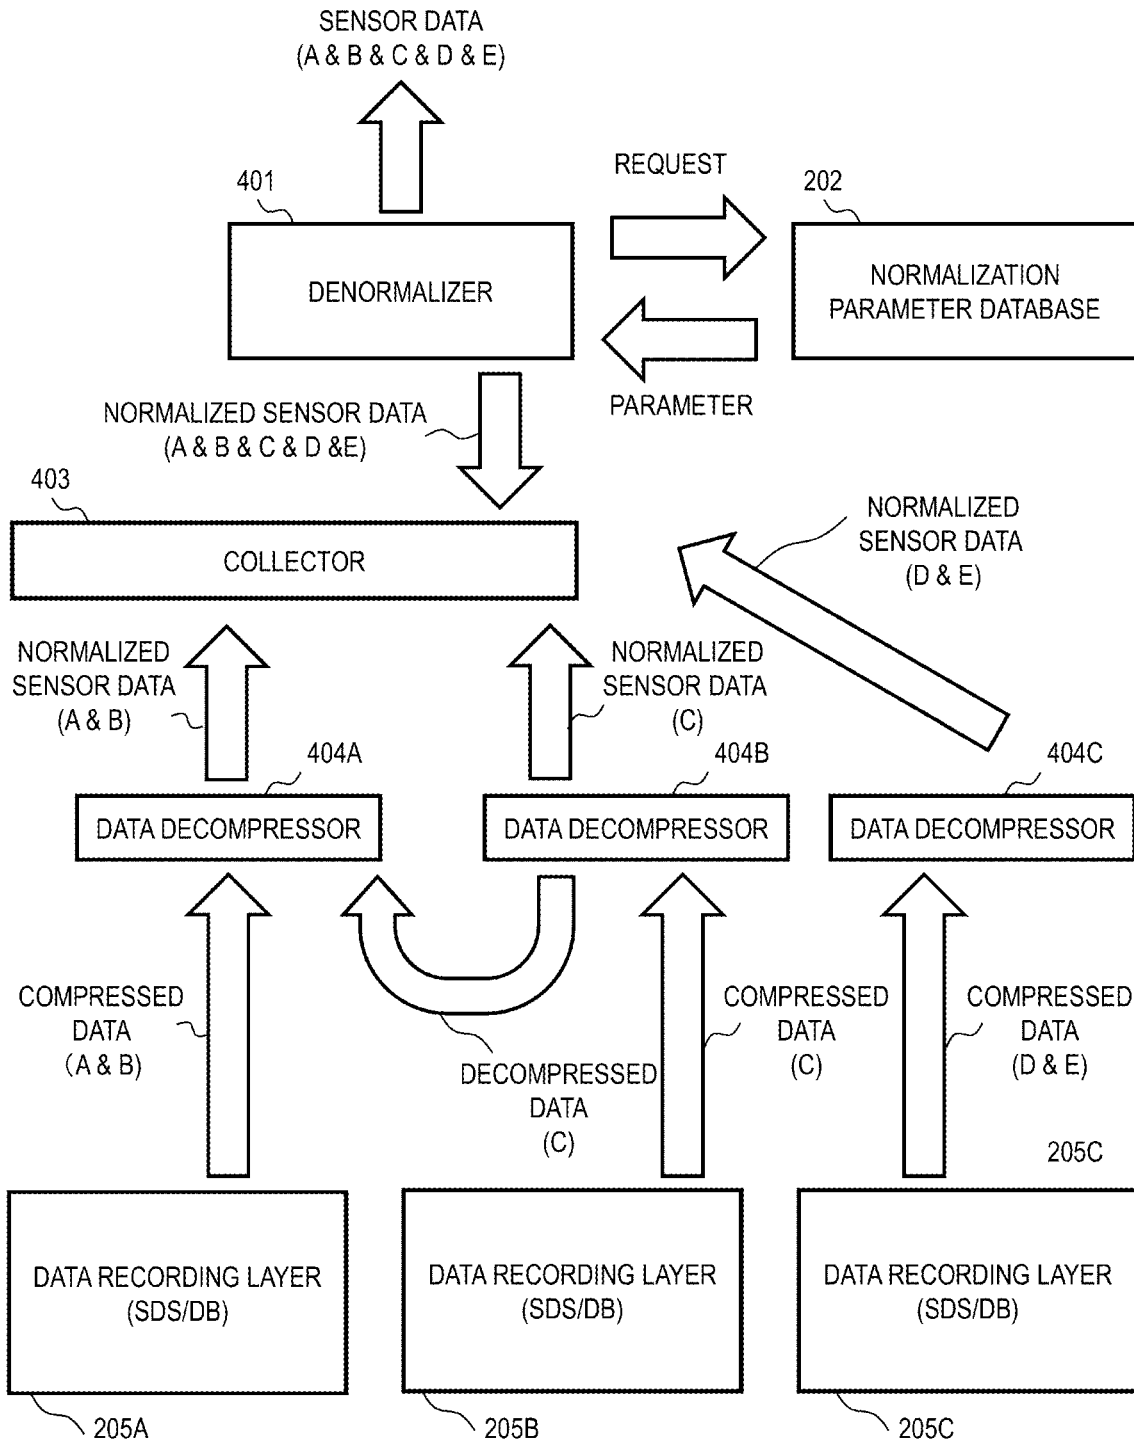 SENSOR DATA
(A & B & C & D & E)
REQUEST
401
202
DENORMALIZER
NORMALIZATION
PARAMETER DATABASE
PARAMETER
NORMALIZED SENSOR DATA
(A & B & C & D &E)
403
COLLECTOR
NORMALIZED
SENSOR DATA
(D & E)
NORMALIZED
SENSOR DATA
(A & B)
NORMALIZED
SENSOR DATA
(C)
404A
404B
404C
DATA DECOMPRESSOR
DATA DECOMPRESSOR
DATA DECOMPRESSOR
COMPRESSED
DATA
(A & B)
DECOMPRESSED
DATA
(C)
COMPRESSED
DATA
(C)
COMPRESSED
DATA
(D & E)
205C
DATA RECORDING LAYER
(SDS/DB)
DATA RECORDING LAYER
(SDS/DB)
DATA RECORDING LAYER
(SDS/DB)
205A
205B
205C